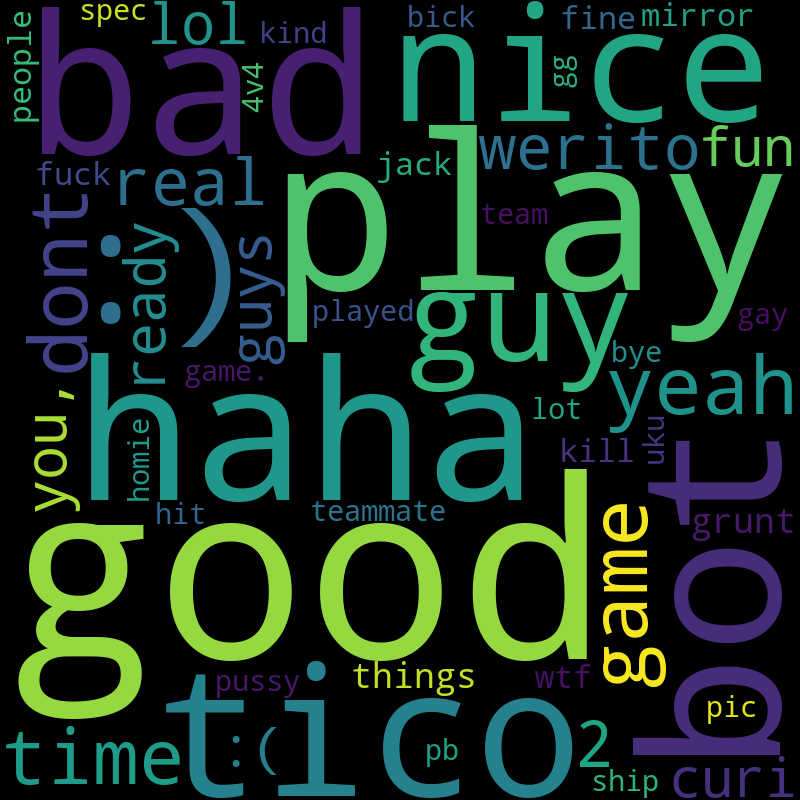 people
spec
lol
kind
bad
4v4
bick
nice
gg
fine
mirror
werito
fun
fuck
real
jack
play
team
dont
:)
ready
guys
played
guy
gay
game.
bye
yeah
you,
haha
homie
lot
kill
uku
bot
hit
teammate
good
game
grunt
pussy
things
wtf
pic
time
tico
:(
pb
2
ship
curi